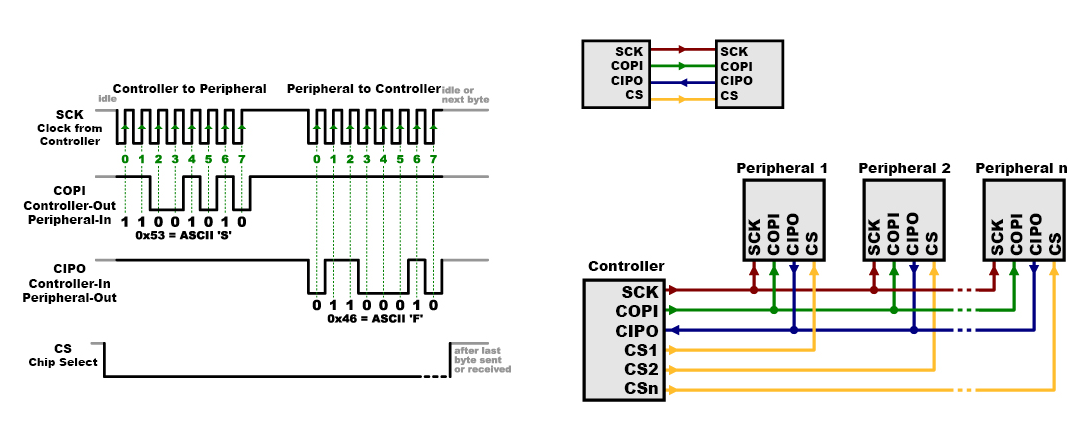 Controller to Peripheral
Peripheral to Controller
idle
idle or
next byte
SCK
Clock from
Controller
0 1 2 3 4 5 6 7
0 1 2 3 4 5 6 7
COPI
Controller-Out
Peripheral-In
1 1 0 0 1 0 1 0
0x53 = ASCII 'S'
CIPO
Controller-In
Peripheral-Out
0 1 1 0 0 0 1 0
0x46 = ASCII 'F'
CS
Chip Select
after last
byte sent
or received
SCK SCK
COPI COPI
CIPO CIPO
CS CS
Peripheral 1
Peripheral 2
Peripheral n
SCK COPI CIPO CS
SCK COPI CIPO CS
SCK COPI CIPO CS
Controller
SCK
COPI
CIPO
CS1
CS2
CSn